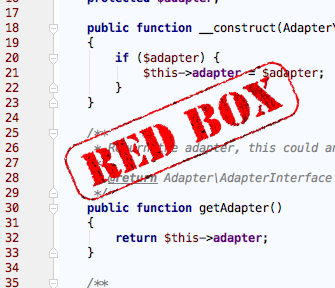 16 protected $adapter;
17
18 public function __construct(Adapter\
19 {
20 if ($adapter) {
21 $this->adapter = $adapter;
22 }
23 }
24
25 /**
26 * Return the adapter, this could an
27
28 @return Adapter\AdapterInterface
29 */
30 public function getAdapter()
31 {
32 return $this->adapter;
33 }
34
35 /**
RED BOX